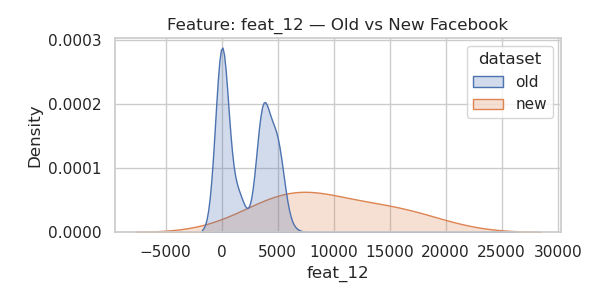 Feature: feat_12 — Old vs New Facebook
0.0003
0.0002
0.0001
0.0000
Density
dataset
old
new
−5000 0 5000 10000 15000 20000 25000 30000
feat_12